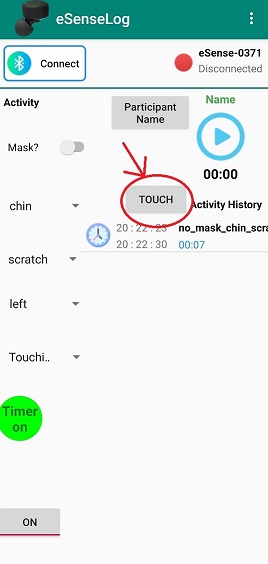 eSenseLog
Connect
eSense-0371
Disconnected
Activity
Participant
Name
Name
Mask?
00:00
chin
TOUCH
Activity History
20 : 22 : 23
no_mask_chin_scra
20 : 22 : 30
00:07
scratch
left
Touchi..
Timer
on
ON